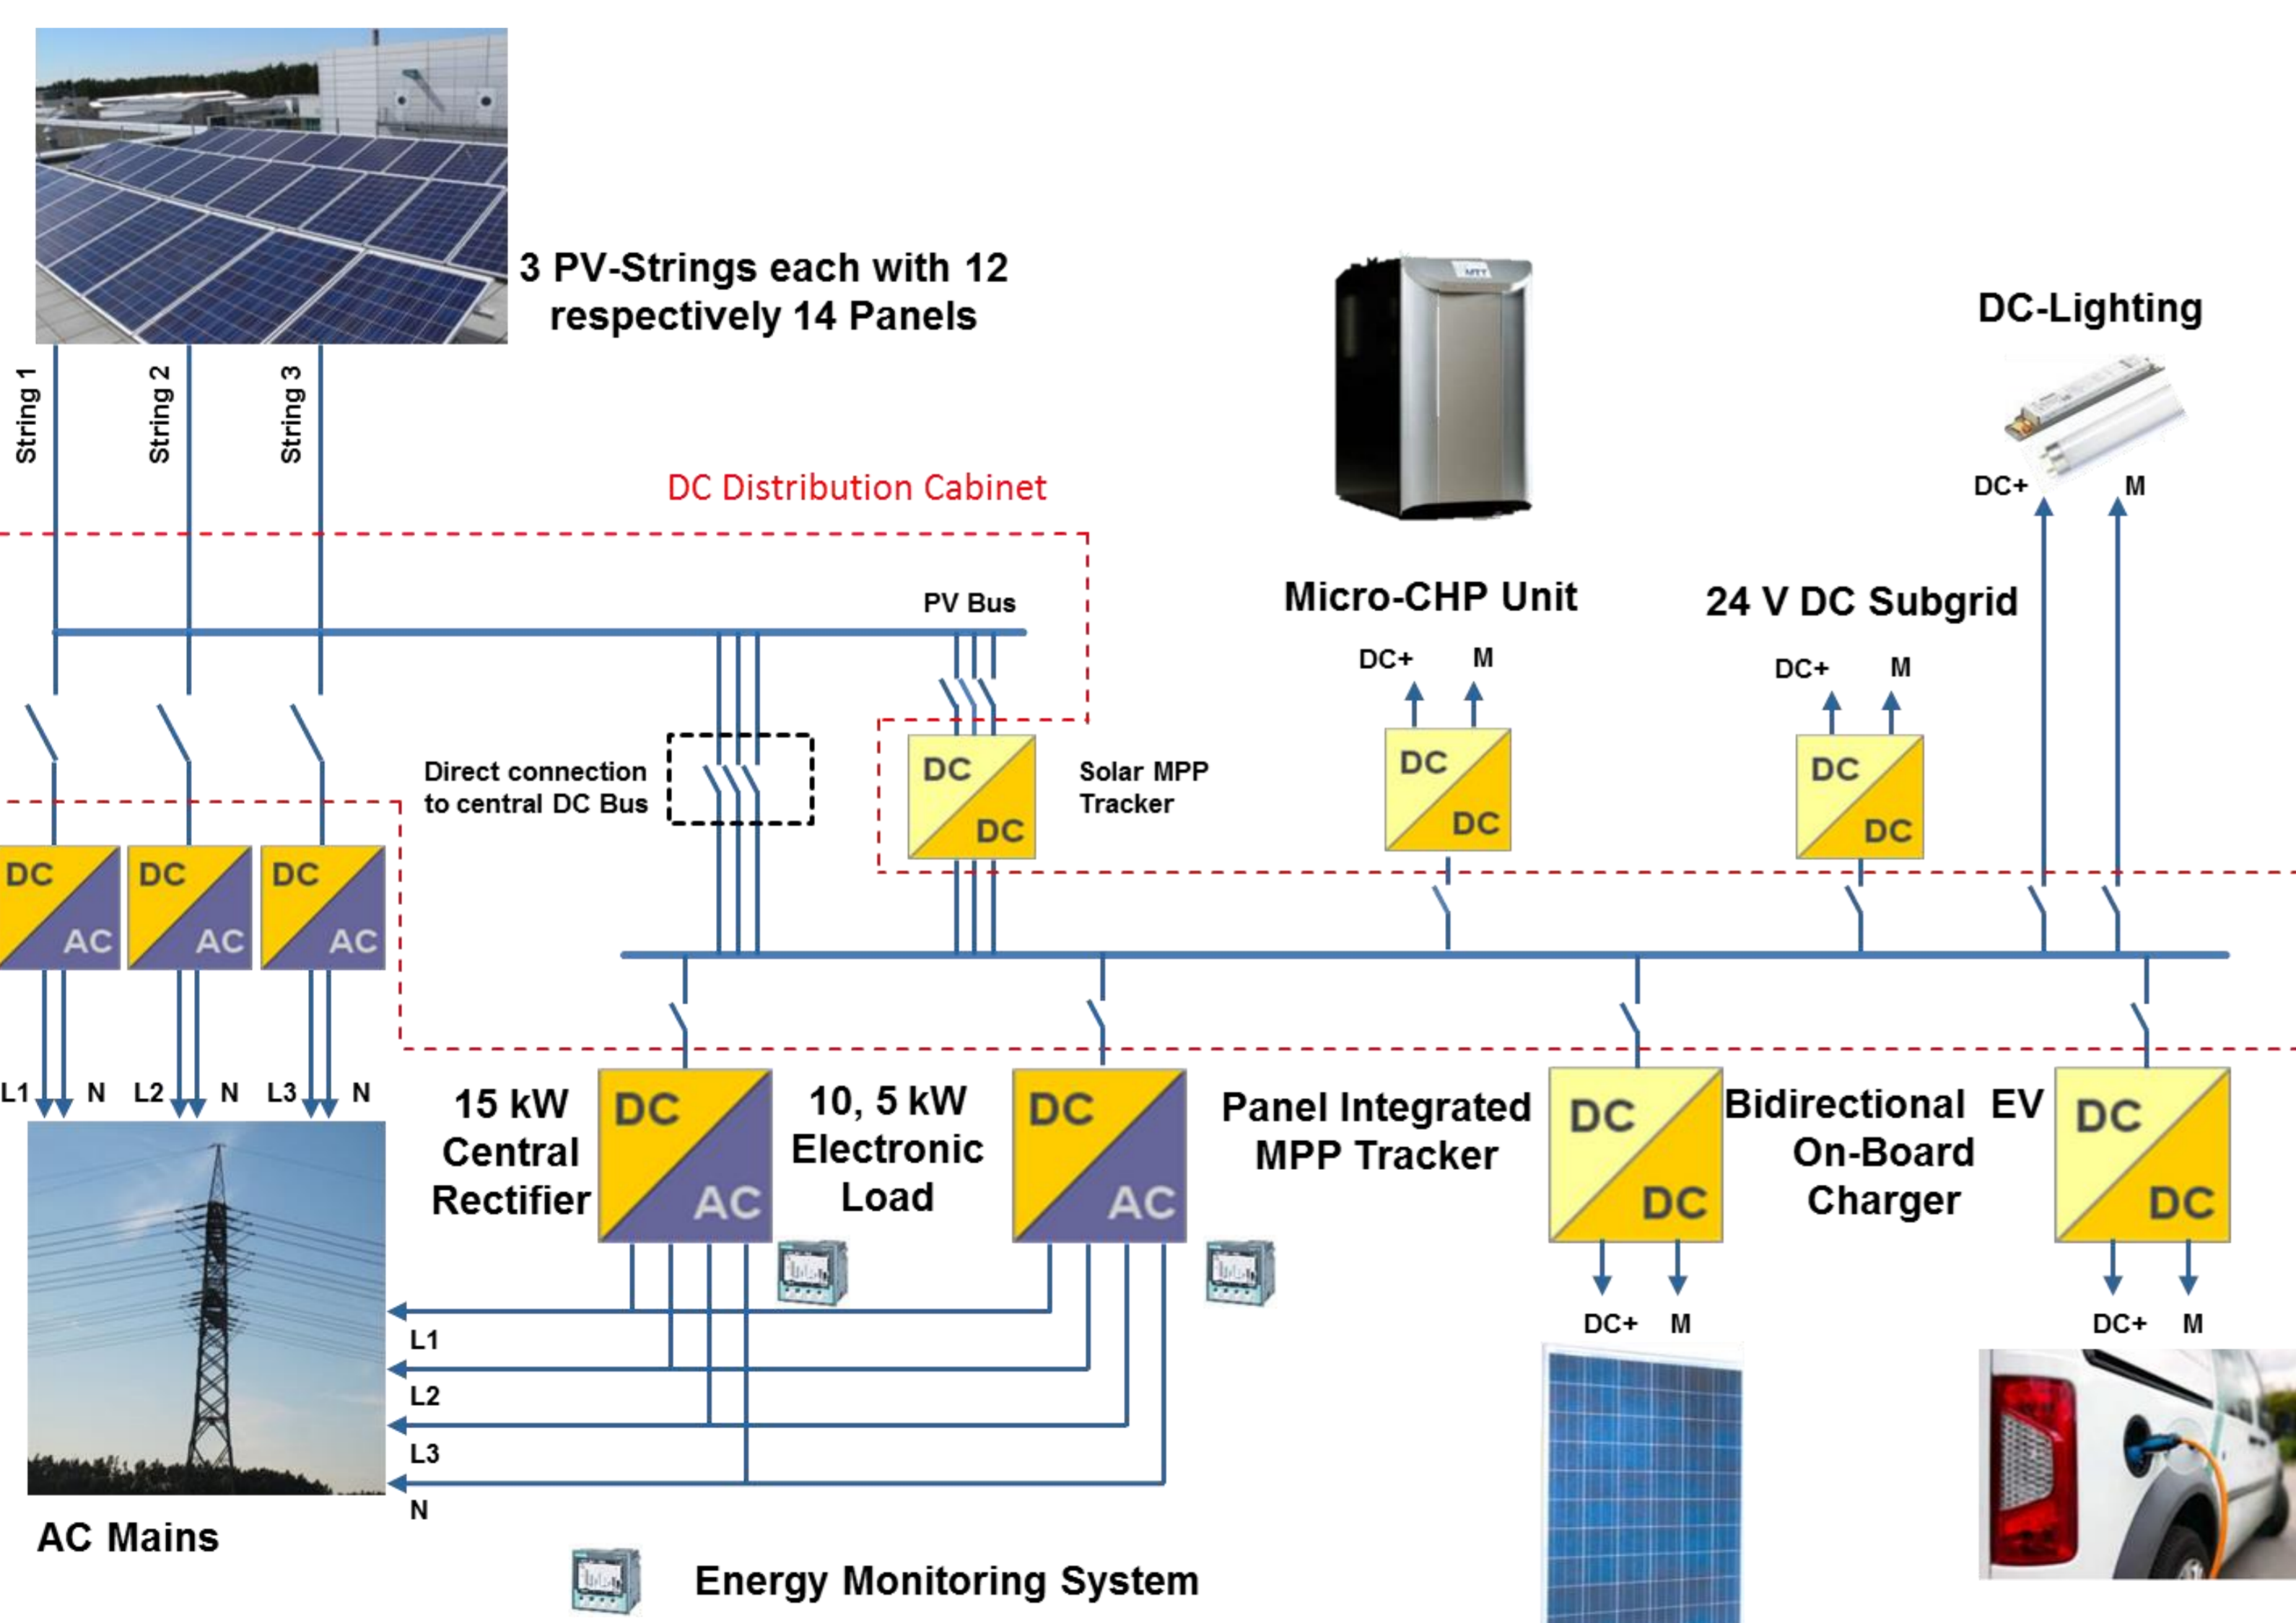 3 PV-Strings each with 12
respectively 14 Panels
String 1
String 2
String 3
DC Distribution Cabinet
PV Bus
Direct connection
to central DC Bus
DC
DC
Solar MPP
Tracker
Micro-CHP Unit
DC+ M
DC
DC
24 V DC Subgrid
DC+ M
DC
DC
DC-Lighting
DC+ M
DC
AC
DC
AC
DC
AC
L1 N L2 N L3 N
AC Mains
15 kW
Central
Rectifier
DC
AC
10, 5 kW
Electronic
Load
DC
AC
L1
L2
L3
N
Panel Integrated
MPP Tracker
DC
DC
DC+ M
Bidirectional EV
On-Board
Charger
DC
DC
DC+ M
Energy Monitoring System